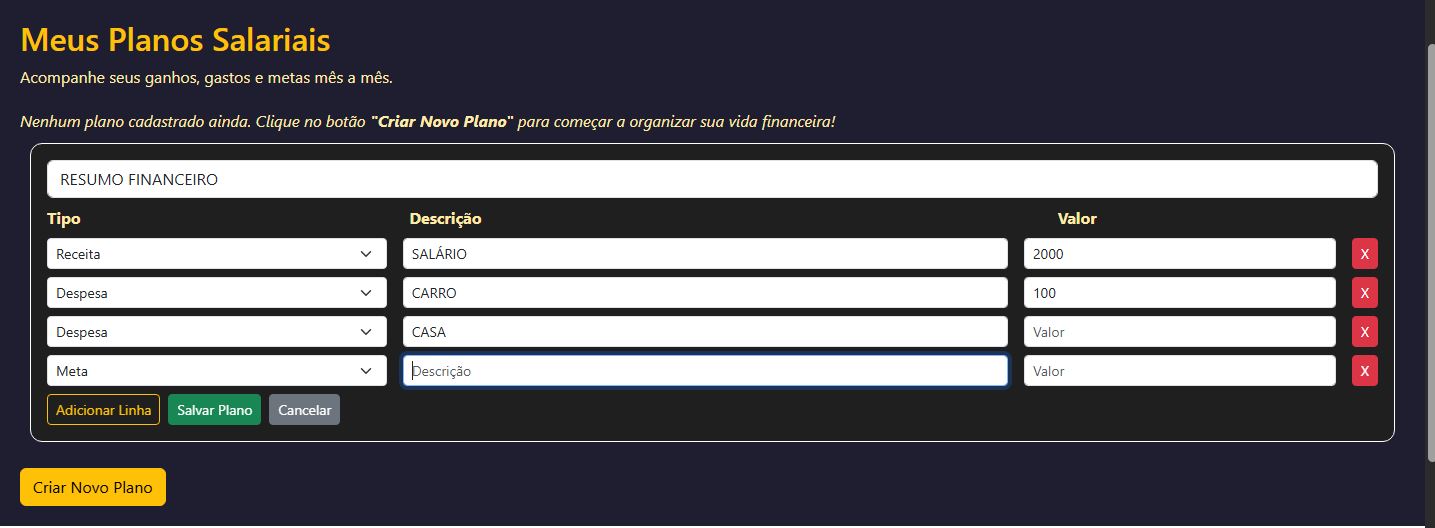 Meus Planos Salariais
Acompanhe seus ganhos, gastos e metas mês a mês.
Nenhum plano cadastrado ainda. Clique no botão "Criar Novo Plano" para começar a organizar sua vida financeira!
RESUMO FINANCEIRO
Tipo Descrição Valor
Receita SALÁRIO 2000 X
Despesa CARRO 100 X
Despesa CASA Valor X
Meta Descrição Valor X
Adicionar Linha Salvar Plano Cancelar
Criar Novo Plano